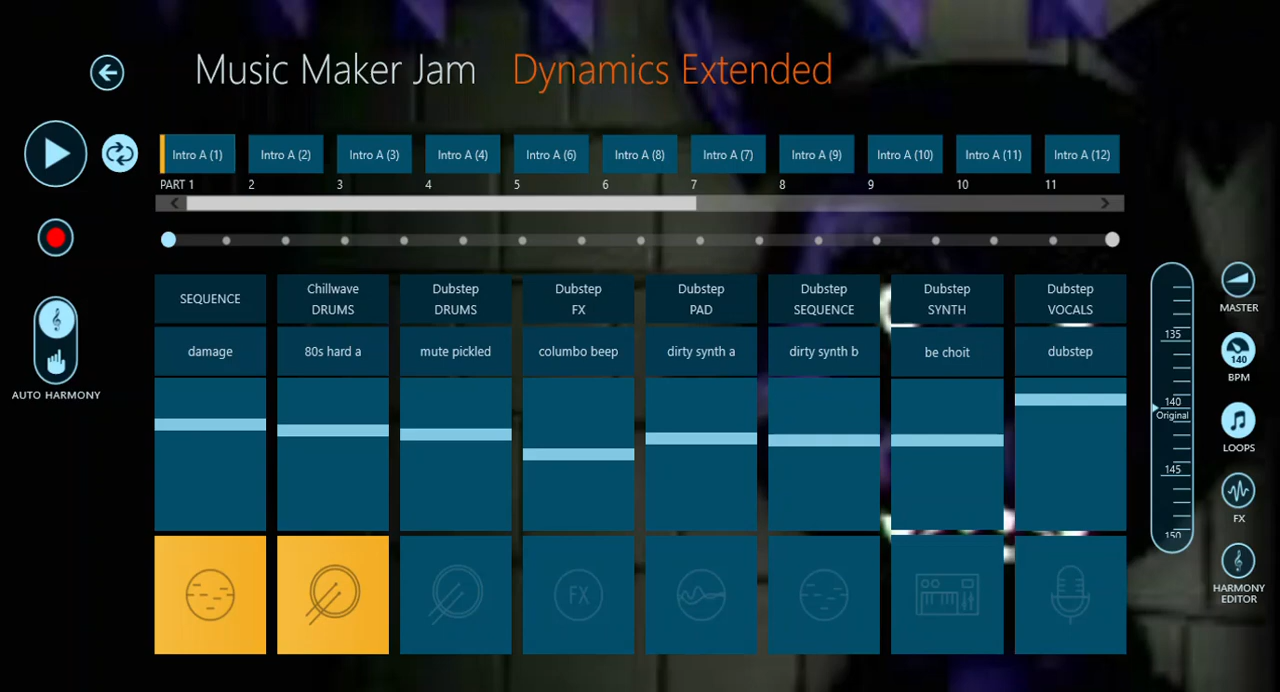 Music Maker Jam Dynamics Extended
Intro A (1) Intro A (2) Intro A (3) Intro A (4) Intro A (6) Intro A (8) Intro A (7) Intro A (9) Intro A (10) Intro A (11) Intro A (12)
PART 1 2 3 4 5 6 7 8 9 10 11
SEQUENCE
Chillwave
DRUMS
Dubstep
DRUMS
Dubstep
FX
Dubstep
PAD
Dubstep
SEQUENCE
Dubstep
SYNTH
Dubstep
VOCALS
damage 80s hard a mute pickled columbo beep dirty synth a dirty synth b be choit dubstep
AUTO HARMONY
FX
135
140
Original
145
150
MASTER
140
BPM
LOOPS
FX
HARMONY
EDITOR